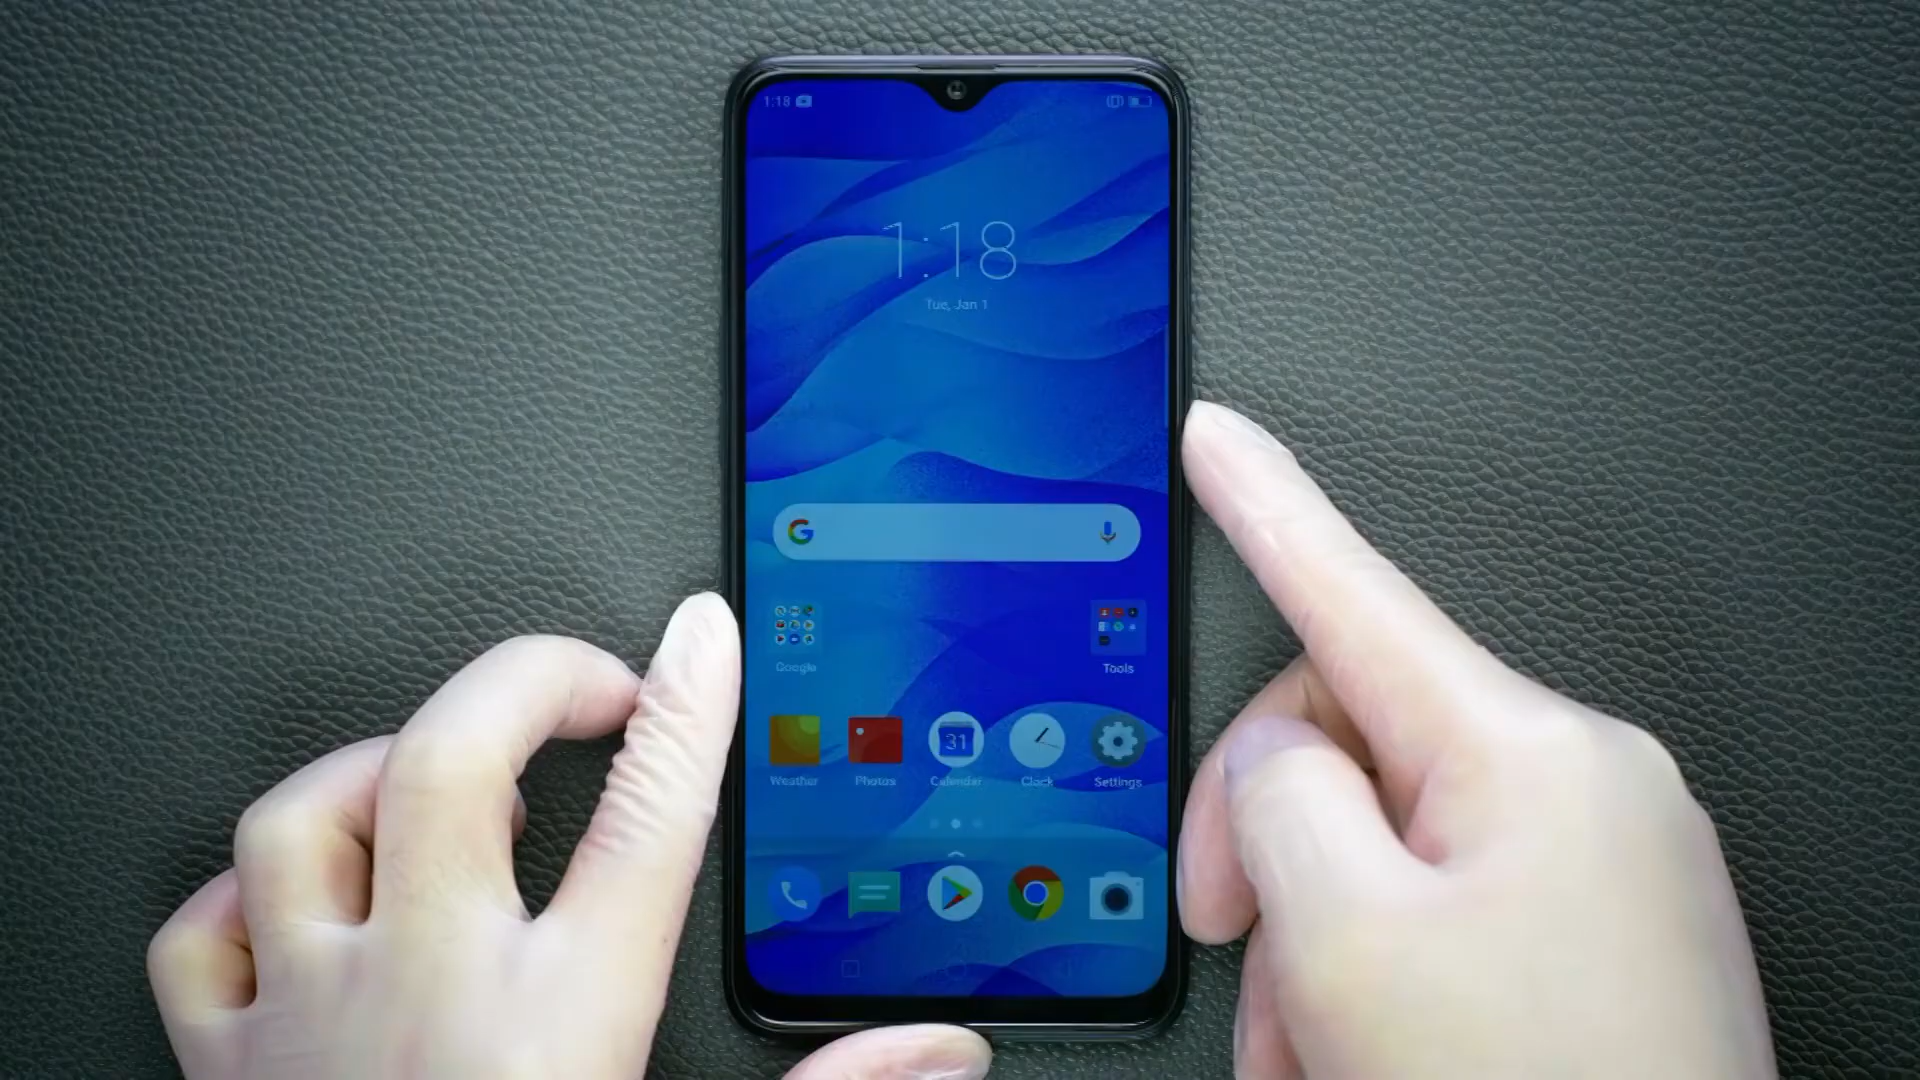 1:18
1:18
Tue, Jan 1
Google
Tools
31
Weather
Photos
Calendar
Clock
Settings